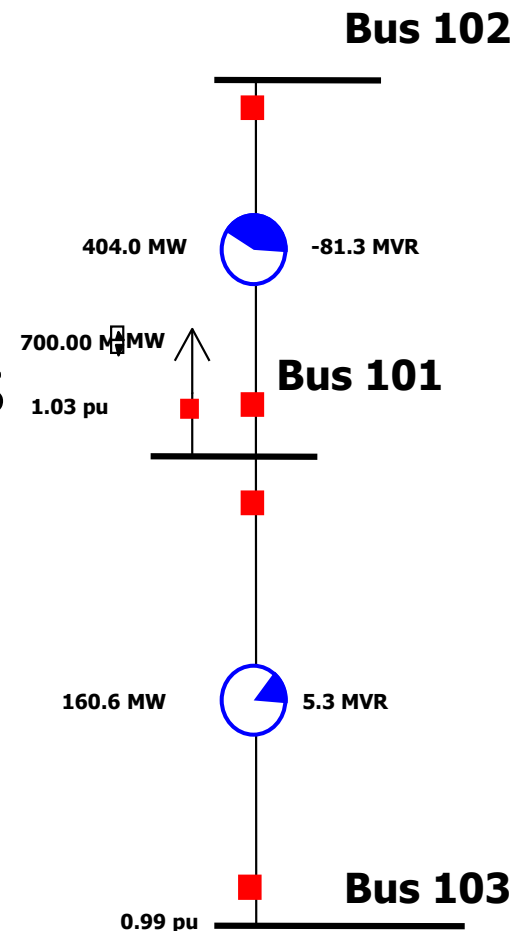 Bus 102
404.0 MW
-81.3 MVR
700.00 MW
Bus 101
1.03 pu
160.6 MW
5.3 MVR
Bus 103
0.99 pu